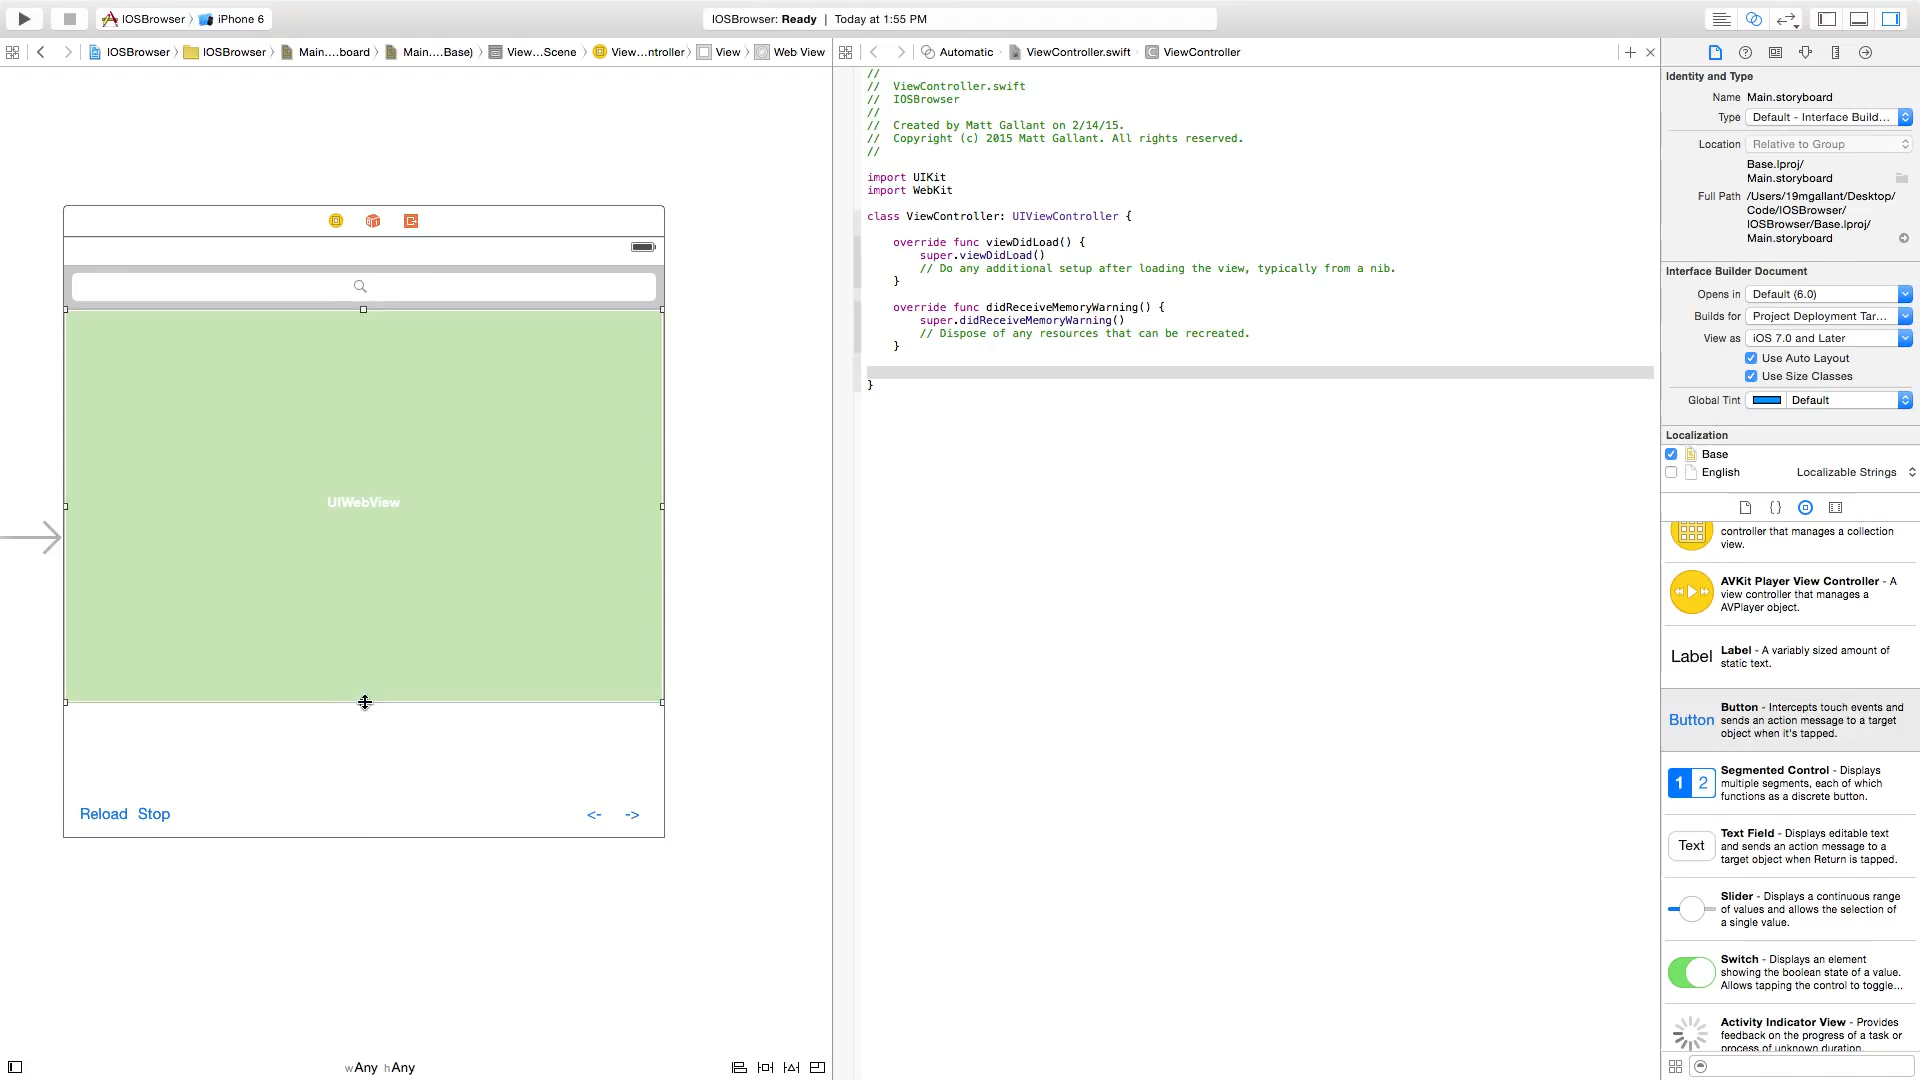 IOSBrowser iPhone 6
IOSBrowser: Ready | Today at 1:55 PM
IOSBrowser IOSBrowser Main....board Main....Base) View...Scene View...ntroller View Web View
Automatic ViewController.swift ViewController
//
// ViewController.swift
// IOSBrowser
//
// Created by Matt Gallant on 2/14/15.
// Copyright (c) 2015 Matt Gallant. All rights reserved.
//
import UIKit
import WebKit
class ViewController: UIViewController {
override func viewDidLoad() {
super.viewDidLoad()
// Do any additional setup after loading the view, typically from a nib.
}
override func didReceiveMemoryWarning() {
super.didReceiveMemoryWarning()
// Dispose of any resources that can be recreated.
}
}
UIWebView
Reload Stop <- ->
wAny hAny
Identity and Type
Name Main.storyboard
Type Default - Interface Build...
Location Relative to Group
Base.lproj/
Main.storyboard
Full Path /Users/19mgallant/Desktop/
Code/IOSBrowser/
IOSBrowser/Base.lproj/
Main.storyboard
Interface Builder Document
Opens in Default (6.0)
Builds for Project Deployment Tar...
View as iOS 7.0 and Later
Use Auto Layout
Use Size Classes
Global Tint Default
Localization
Base
English Localizable Strings
{}
controller that manages a collection
view.
AVKit Player View Controller - A
view controller that manages a
AVPlayer object.
Label
Label - A variably sized amount of
static text.
Button
Button - Intercepts touch events and
sends an action message to a target
object when it's tapped.
1 2
Segmented Control - Displays
multiple segments, each of which
functions as a discrete button.
Text
Text Field - Displays editable text
and sends an action message to a
target object when Return is tapped.
Slider - Displays a continuous range
of values and allows the selection of
a single value.
Switch - Displays an element
showing the boolean state of a value.
Allows tapping the control to toggle...
Activity Indicator View - Provides
feedback on the progress of a task or
process of unknown duration.